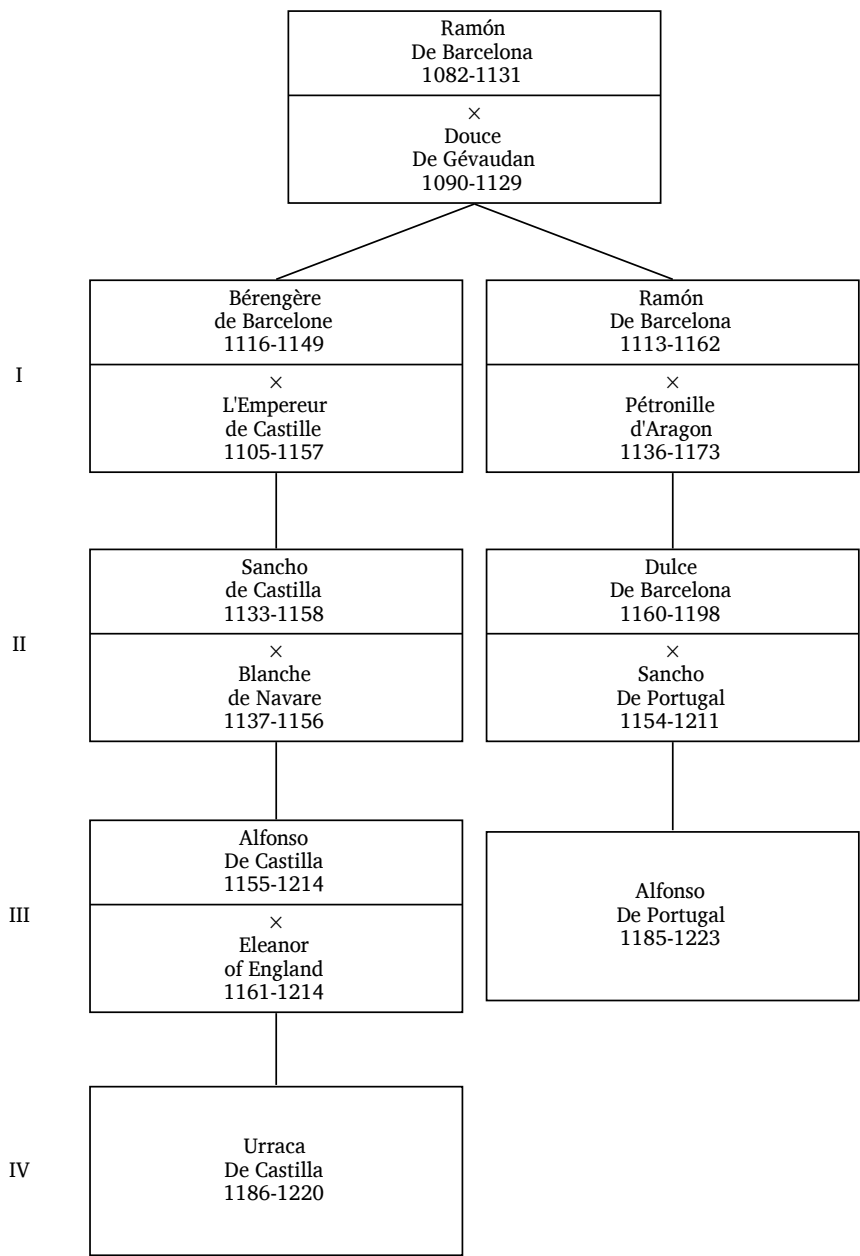 Ramón
De Barcelona
1082-1131
×
Douce
De Gévaudan
1090-1129
Bérengère
de Barcelone
1116-1149
×
L'Empereur
de Castille
1105-1157
Ramón
De Barcelona
1113-1162
×
Pétronille
d'Aragon
1136-1173
I
Sancho
de Castilla
1133-1158
×
Blanche
de Navare
1137-1156
Dulce
De Barcelona
1160-1198
×
Sancho
De Portugal
1154-1211
II
Alfonso
De Castilla
1155-1214
×
Eleanor
of England
1161-1214
Alfonso
De Portugal
1185-1223
III
Urraca
De Castilla
1186-1220
IV